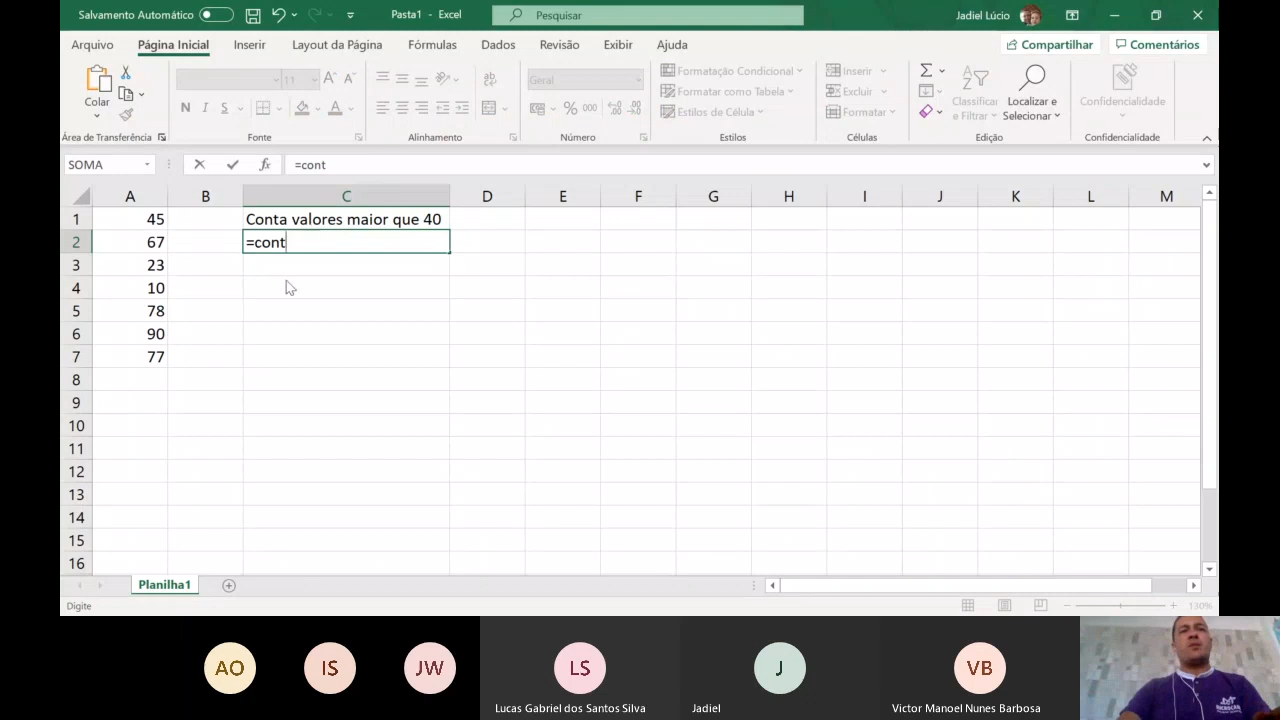 Salvamento Automático
Pasta1 - Excel
Pesquisar
Jadiel Lúcio
Arquivo
Página Inicial
Inserir
Layout da Página
Fórmulas
Dados
Revisão
Exibir
Ajuda
Compartilhar
Comentários
Colar
Área de Transferência
11
N I S
Fonte
Alinhamento
Geral
% 000
Número
Formatação Condicional
Formatar como Tabela
Estilos de Célula
Estilos
Inserir
Excluir
Formatar
Células
Classificar
e Filtrar
Localizar e
Selecionar
Edição
Confidencialidade
Confidencialidade
SOMA
fx
=cont
A B C D E F G H I J K L M
1 45 Conta valores maior que 40
2 67 =cont
3 23
4 10
5 78
6 90
7 77
8
9
10
11
12
13
14
15
16
Planilha1
Digite
130%
AO
IS
JW
LS
J
VB
Lucas Gabriel dos Santos Silva
Jadiel
Victor Manoel Nunes Barbosa